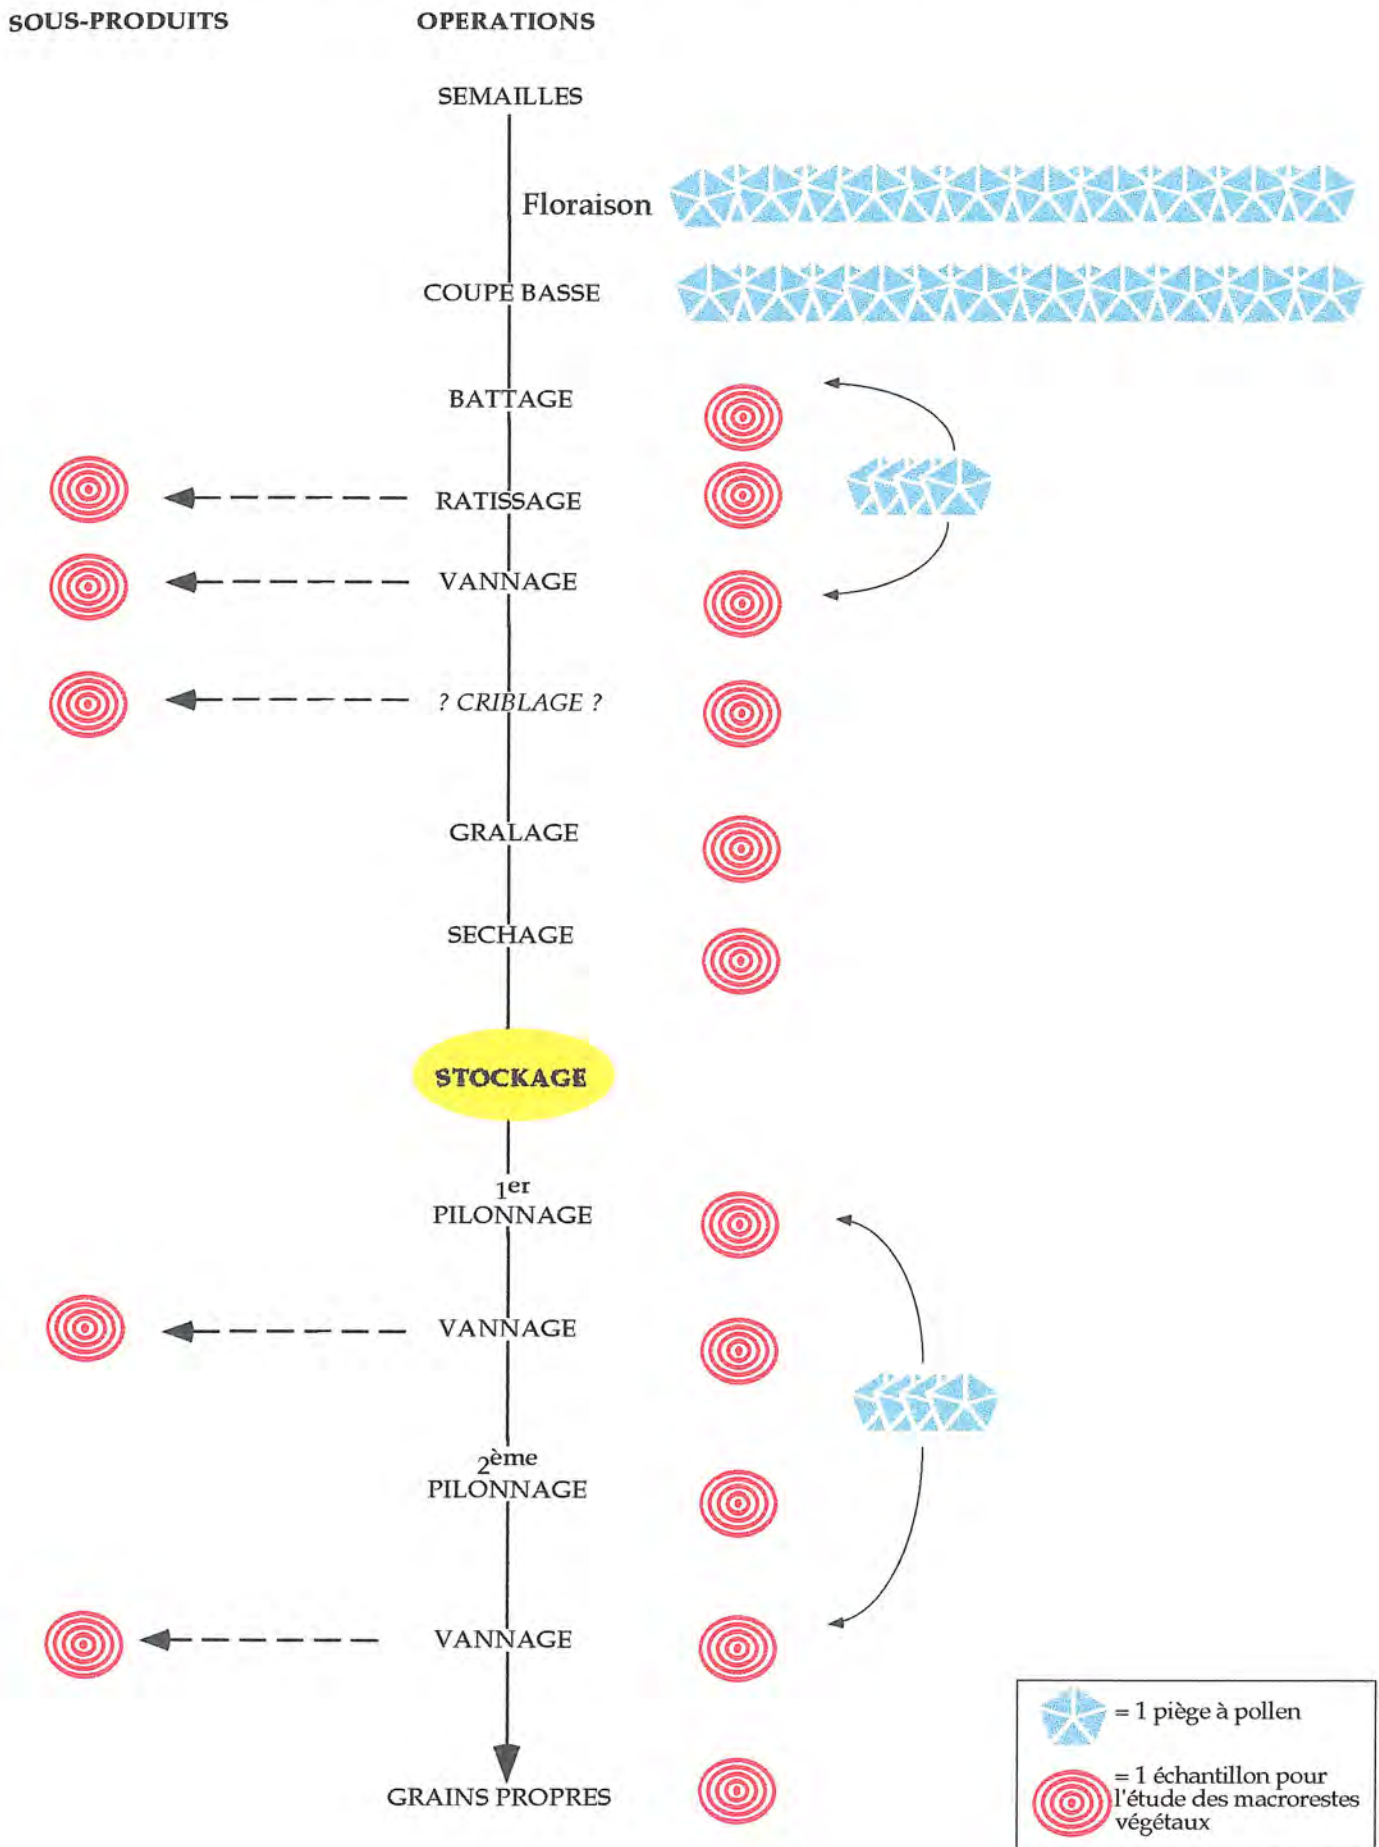 SOUS-PRODUITS
OPERATIONS
SEMAILLES
Floraison
COUPE BASSE
BATTAGE
RATISSAGE
VANNAGE
? CRIBLAGE ?
GRALAGE
SECHAGE
STOCKAGE
1er
PILONNAGE
VANNAGE
2ème
PILONNAGE
VANNAGE
GRAINS PROPRES
= 1 piège à pollen
= 1 échantillon pour
l'étude des macrorestes
végétaux